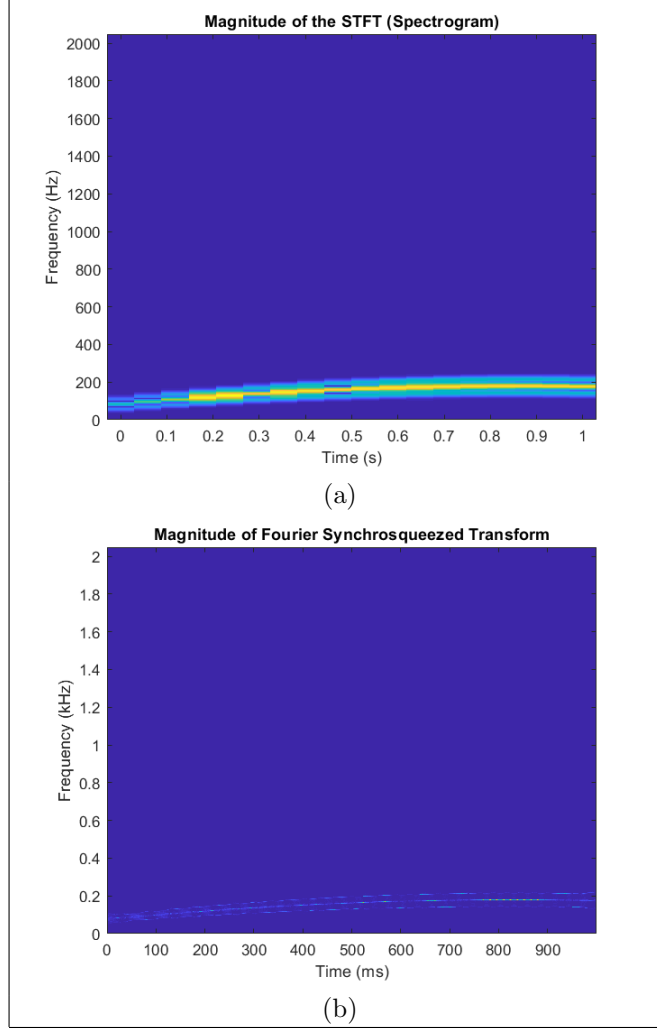 Magnitude of the STFT (Spectrogram)
2000
1800
1600
1400
1200
1000
800
600
400
200
0
Frequency (Hz)
0 0.1 0.2 0.3 0.4 0.5 0.6 0.7 0.8 0.9 1
Time (s)
(a)
Magnitude of Fourier Synchrosqueezed Transform
2
1.8
1.6
1.4
1.2
1
0.8
0.6
0.4
0.2
0
Frequency (kHz)
0 100 200 300 400 500 600 700 800 900
Time (ms)
(b)